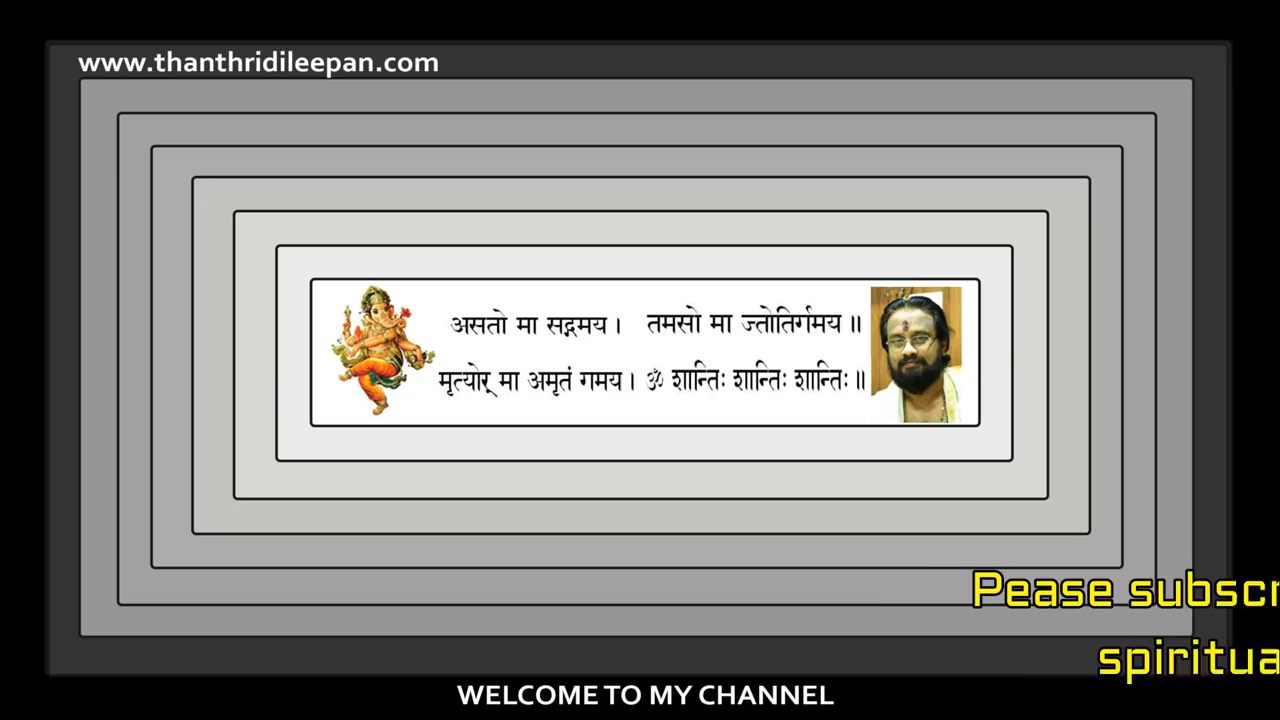 www.thanthridileepan.com
असतो मा सद्गमय। तमसो मा ज्तोतिर्गमय॥
मृत्योर् मा अमृतं गमय। ॐ शान्तिः शान्तिः शान्तिः॥
Pease subscr
spiritua
WELCOME TO MY CHANNEL